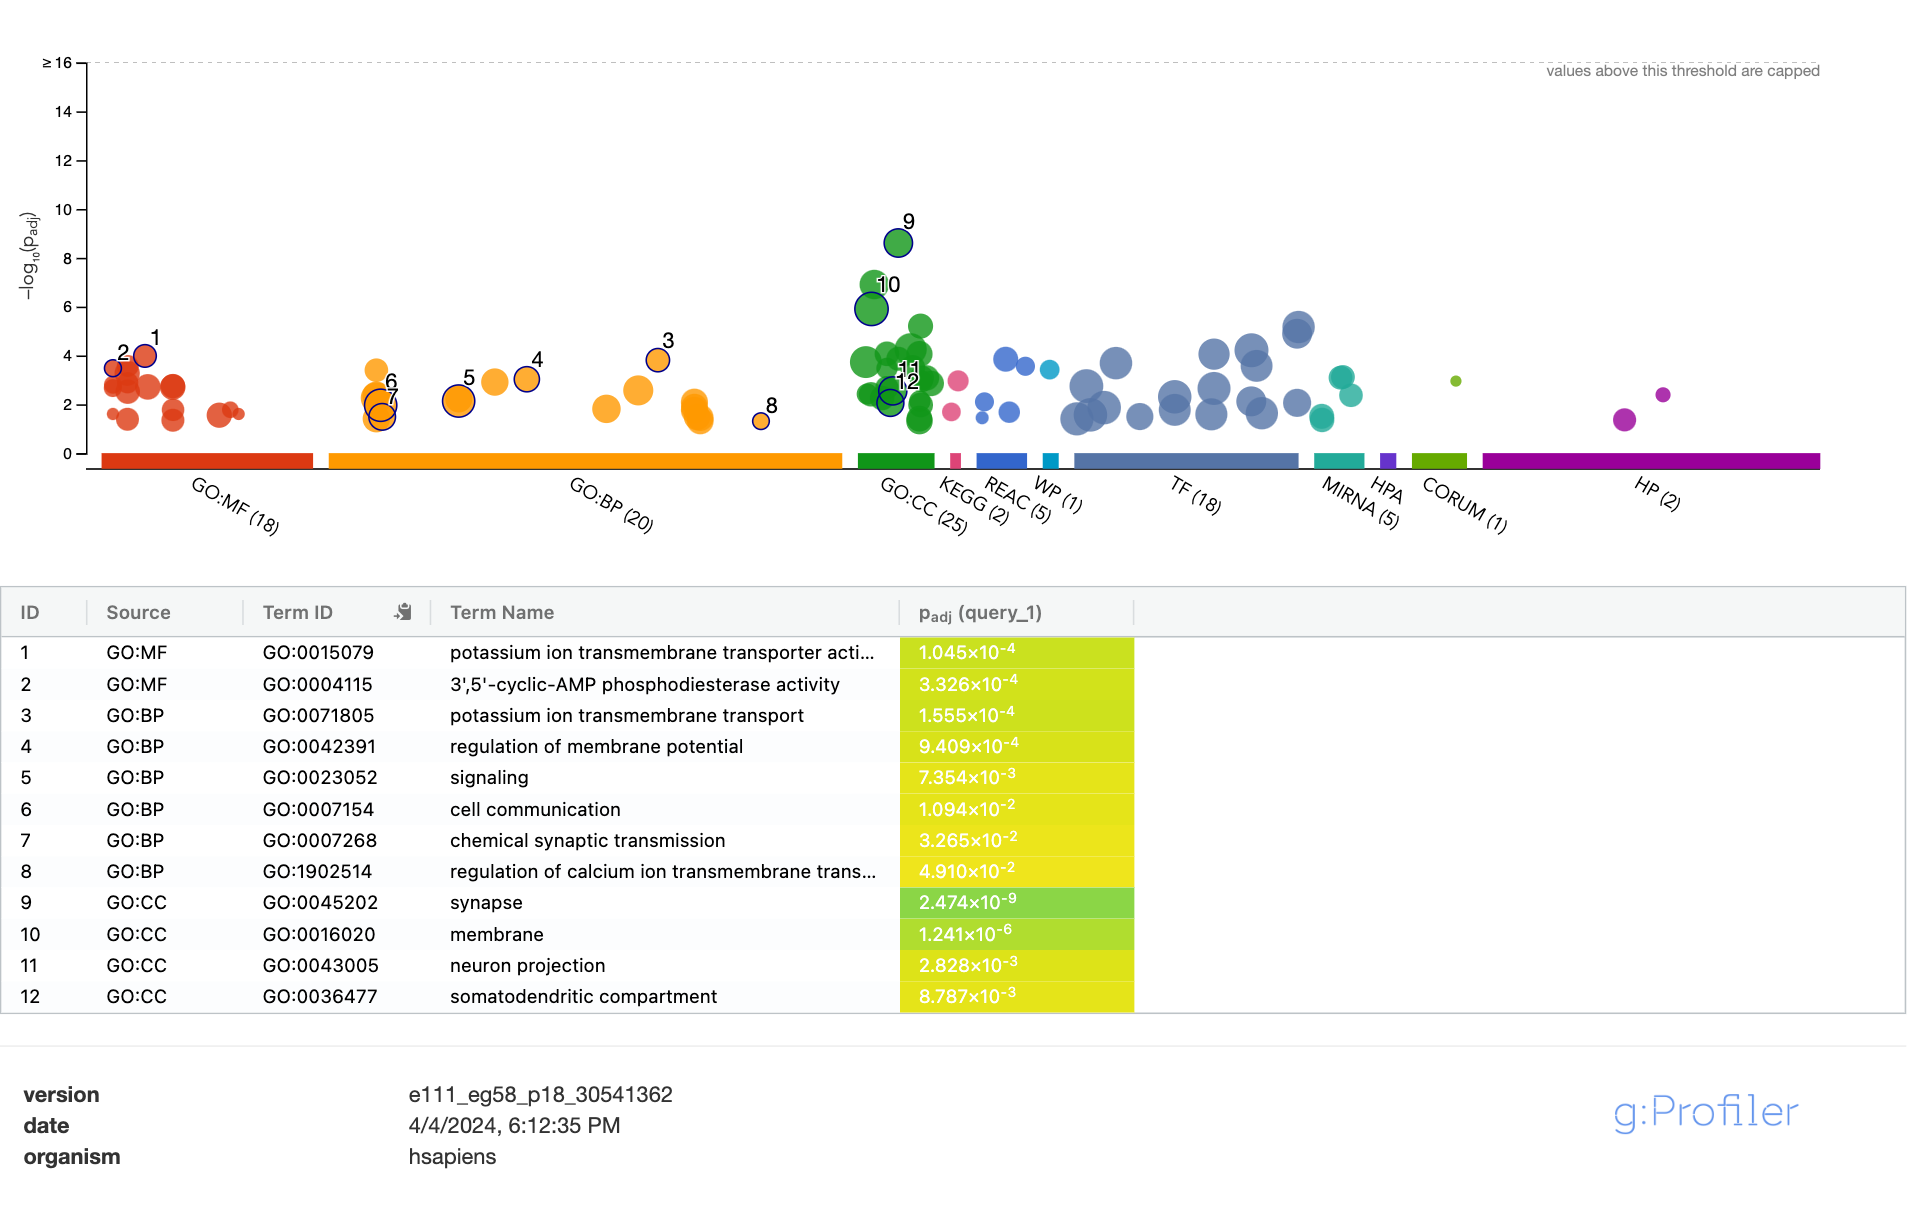 ≥ 16
values above this threshold are capped
14
12
10
8
6
4
2
0
–log₁₀(p_adj)
1
2
3
4
5
6
7
8
9
10
11
12
GO:MF (18)
GO:BP (20)
GO:CC (25)
KEGG (2)
REAC (5)
WP (1)
TF (18)
MIRNA (5)
HPA
CORUM (1)
HP (2)
ID Source Term ID Term Name p_adj (query_1)
1 GO:MF GO:0015079 potassium ion transmembrane transporter acti... 1.045×10⁻⁴
2 GO:MF GO:0004115 3',5'-cyclic-AMP phosphodiesterase activity 3.326×10⁻⁴
3 GO:BP GO:0071805 potassium ion transmembrane transport 1.555×10⁻⁴
4 GO:BP GO:0042391 regulation of membrane potential 9.409×10⁻⁴
5 GO:BP GO:0023052 signaling 7.354×10⁻³
6 GO:BP GO:0007154 cell communication 1.094×10⁻²
7 GO:BP GO:0007268 chemical synaptic transmission 3.265×10⁻²
8 GO:BP GO:1902514 regulation of calcium ion transmembrane trans... 4.910×10⁻²
9 GO:CC GO:0045202 synapse 2.474×10⁻⁹
10 GO:CC GO:0016020 membrane 1.241×10⁻⁶
11 GO:CC GO:0043005 neuron projection 2.828×10⁻³
12 GO:CC GO:0036477 somatodendritic compartment 8.787×10⁻³
version e111_eg58_p18_30541362
date 4/4/2024, 6:12:35 PM
organism hsapiens
g:Profiler